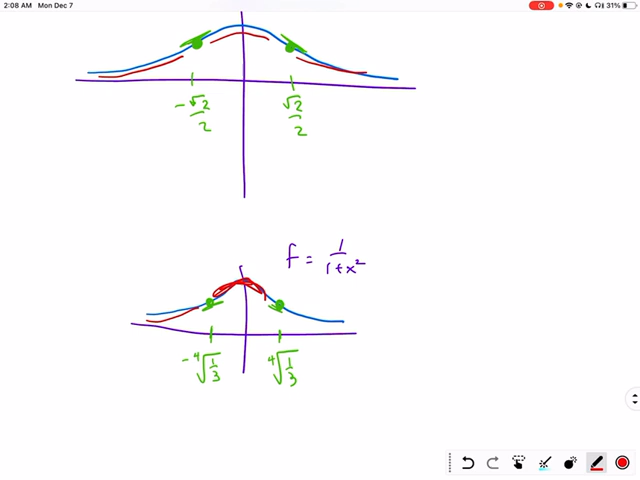 2:08 AM Mon Dec 7 31%
-√2/2 √2/2
f = 1/1+x²
-⁴√1/3 ⁴√1/3